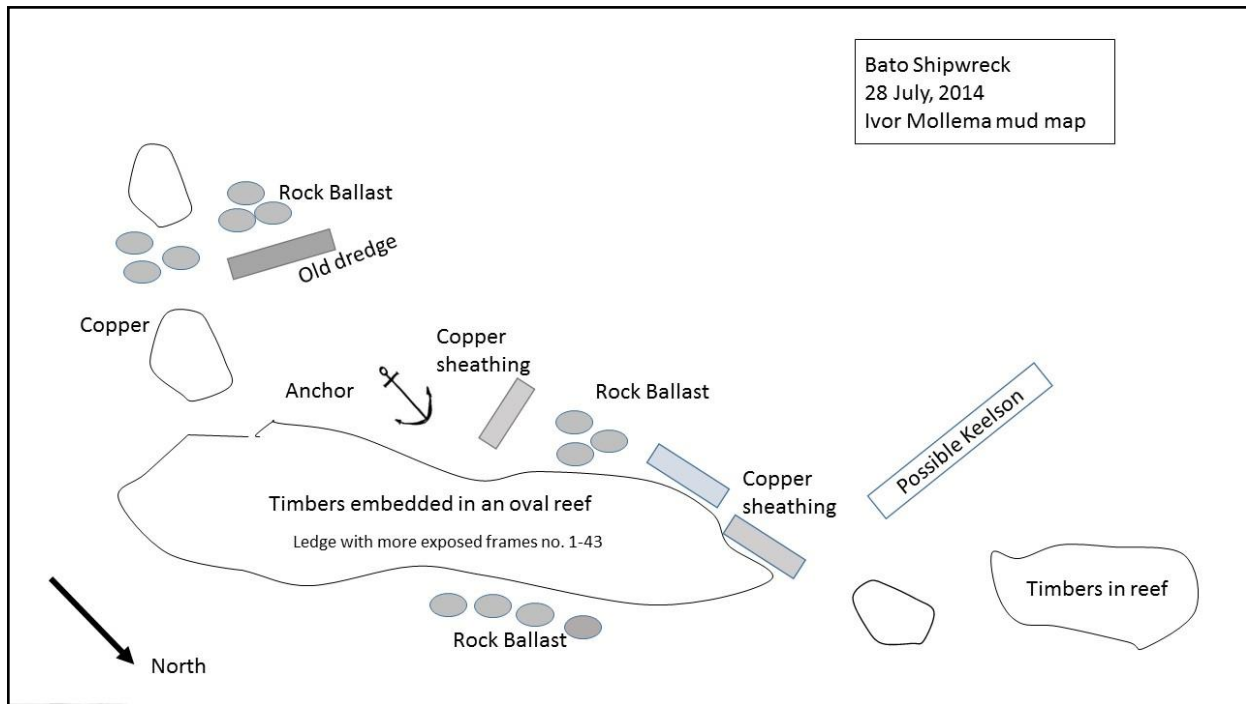 Bato Shipwreck
28 July, 2014
Ivor Mollema mud map
Rock Ballast
Old dredge
Copper
Copper
sheathing
Anchor
Rock Ballast
Possible Keelson
Copper
sheathing
Timbers embedded in an oval reef
Ledge with more exposed frames no. 1-43
Timbers in reef
Rock Ballast
North